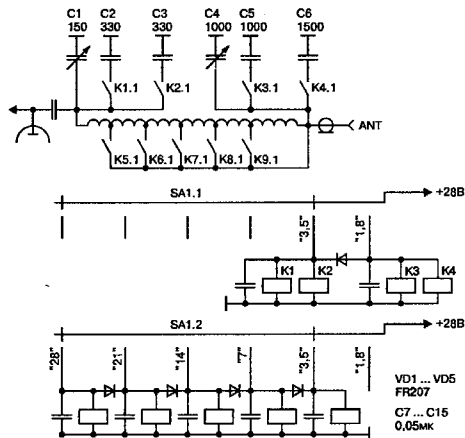 C1 C2 C3 C4 C5 C6
150 330 330 1000 1000 1500
K1.1 K2.1 K3.1 K4.1
ANT
K5.1 K6.1 K7.1 K8.1 K9.1
SA1.1 +28В
"3,5" "1,8"
K1 K2 K3 K4
SA1.2 +28В
"28" "21" "14" "7" "3,5" "1,8"
VD1 ... VD5
FR207
C7 ... C15
0,05мк